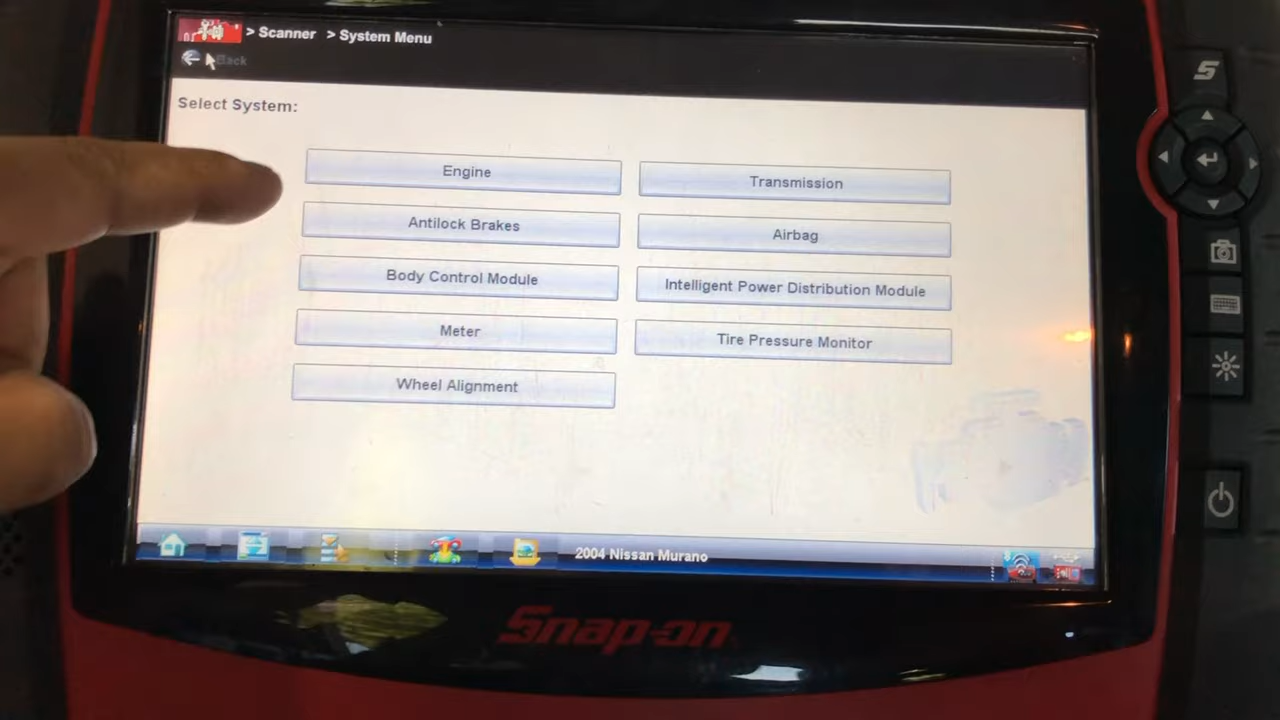 > Scanner > System Menu
Back
Select System:
Engine
Transmission
Antilock Brakes
Airbag
Body Control Module
Intelligent Power Distribution Module
Meter
Tire Pressure Monitor
Wheel Alignment
2004 Nissan Murano
Snap-on